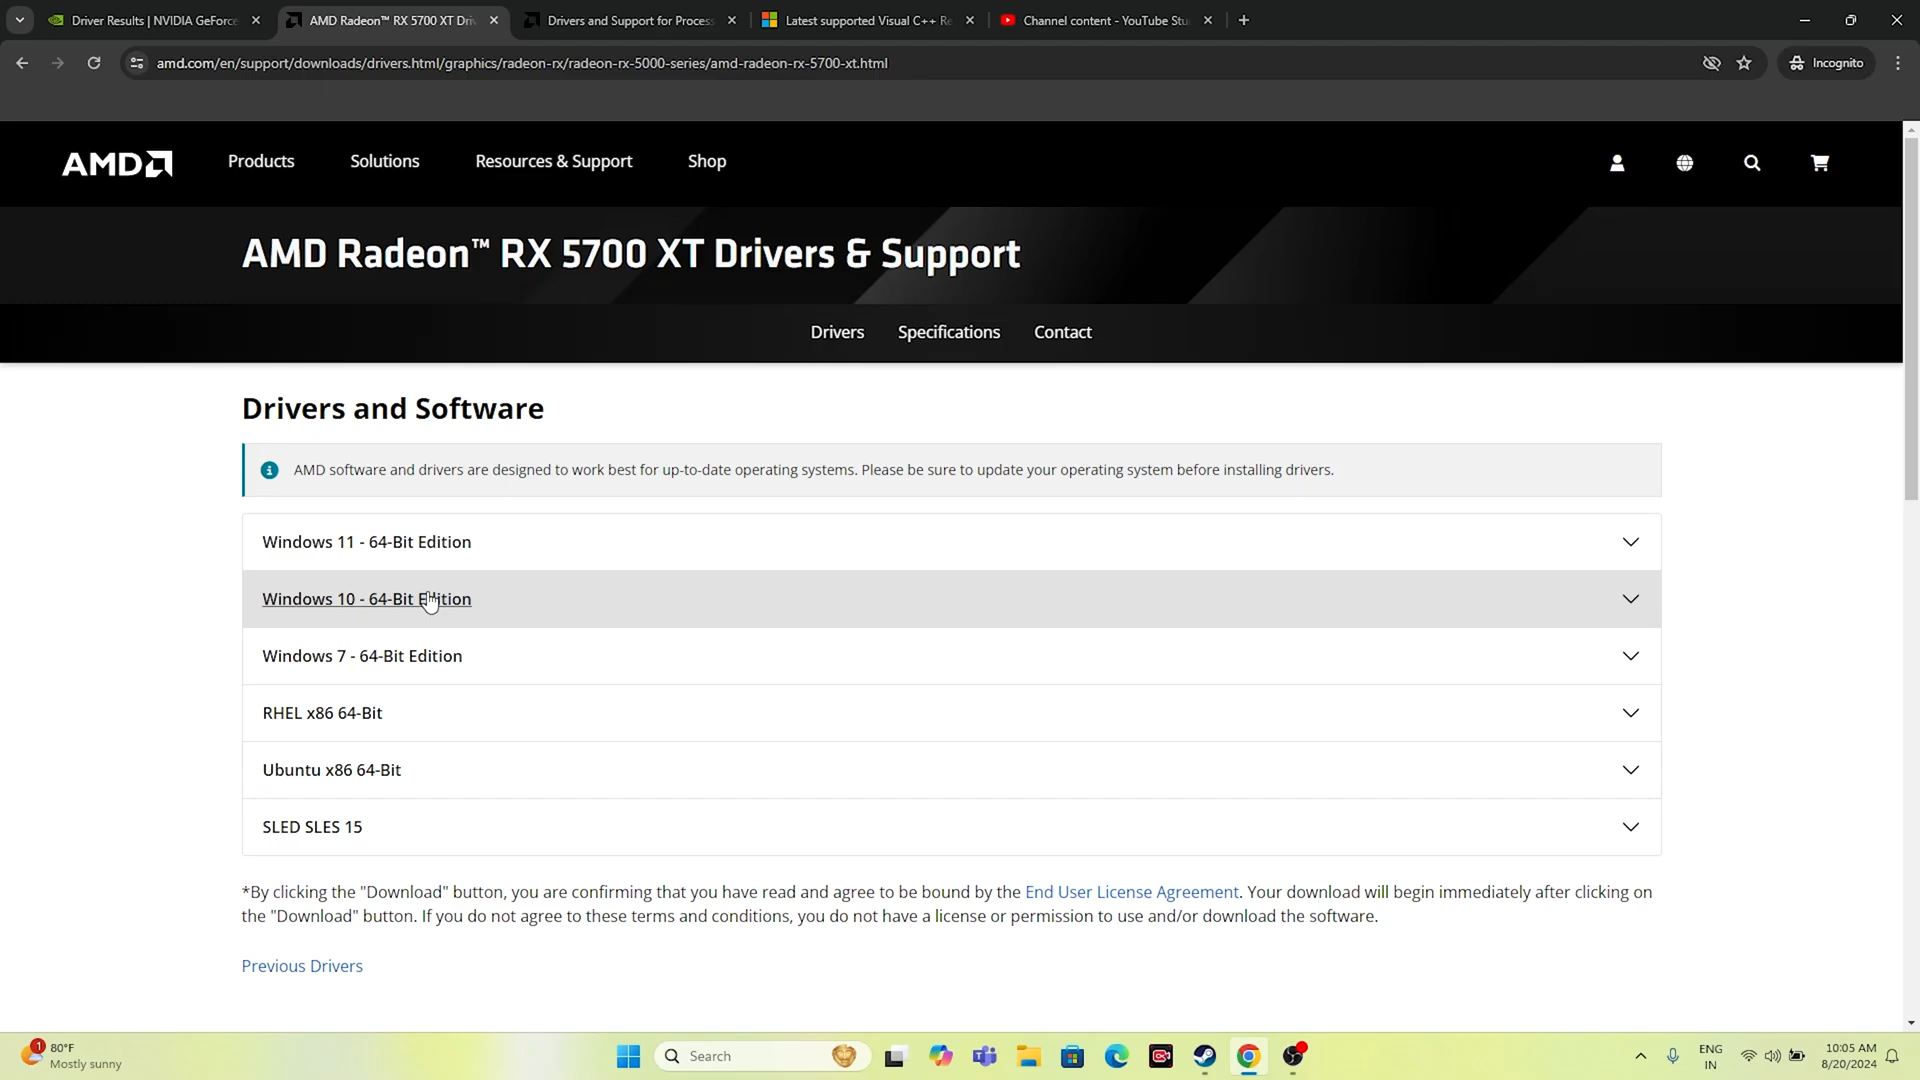 Driver Results | NVIDIA GeForce
AMD Radeon™ RX 5700 XT Dri
Drivers and Support for Process
Latest supported Visual C++ Re
Channel content - YouTube Stu
amd.com/en/support/downloads/drivers.html/graphics/radeon-rx/radeon-rx-5000-series/amd-radeon-rx-5700-xt.html
Incognito
AMD
Products
Solutions
Resources & Support
Shop
AMD Radeon™ RX 5700 XT Drivers & Support
Drivers
Specifications
Contact
Drivers and Software
AMD software and drivers are designed to work best for up-to-date operating systems. Please be sure to update your operating system before installing drivers.
Windows 11 - 64-Bit Edition
Windows 10 - 64-Bit Edition
Windows 7 - 64-Bit Edition
RHEL x86 64-Bit
Ubuntu x86 64-Bit
SLED SLES 15
*By clicking the "Download" button, you are confirming that you have read and agree to be bound by the End User License Agreement. Your download will begin immediately after clicking on
the "Download" button. If you do not agree to these terms and conditions, you do not have a license or permission to use and/or download the software.
Previous Drivers
1
80°F
Mostly sunny
Search
ENG
IN
10:05 AM
8/20/2024